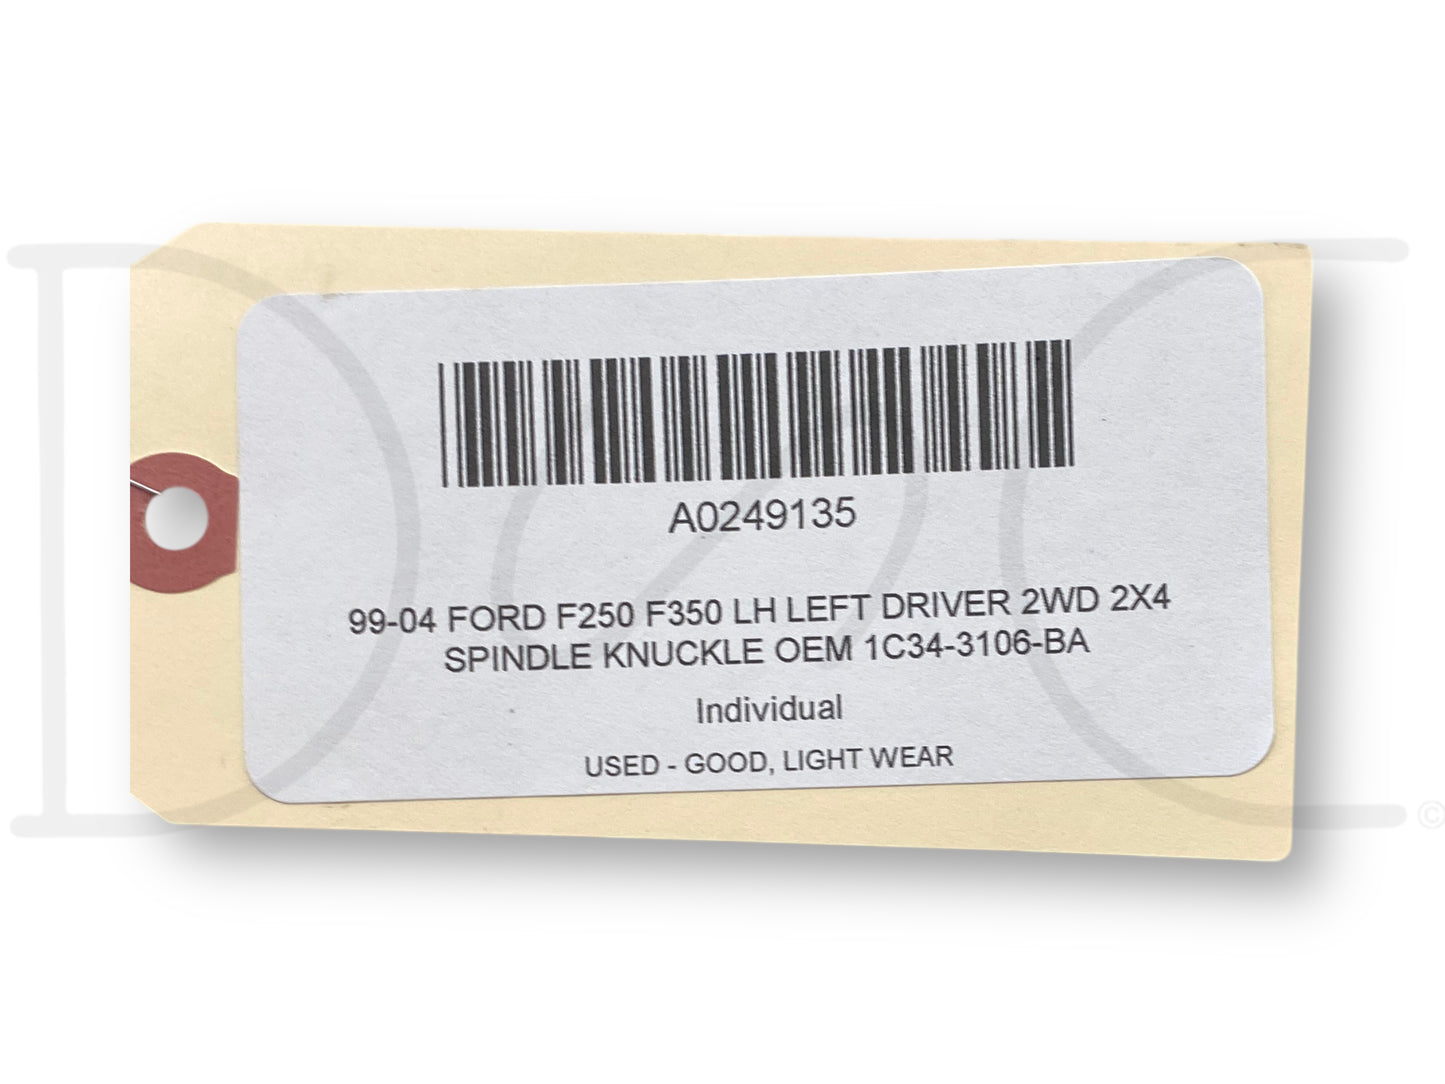 A0249135
99-04 FORD F250 F350 LH LEFT DRIVER 2WD 2X4
SPINDLE KNUCKLE OEM 1C34-3106-BA
Individual
USED - GOOD, LIGHT WEAR
©